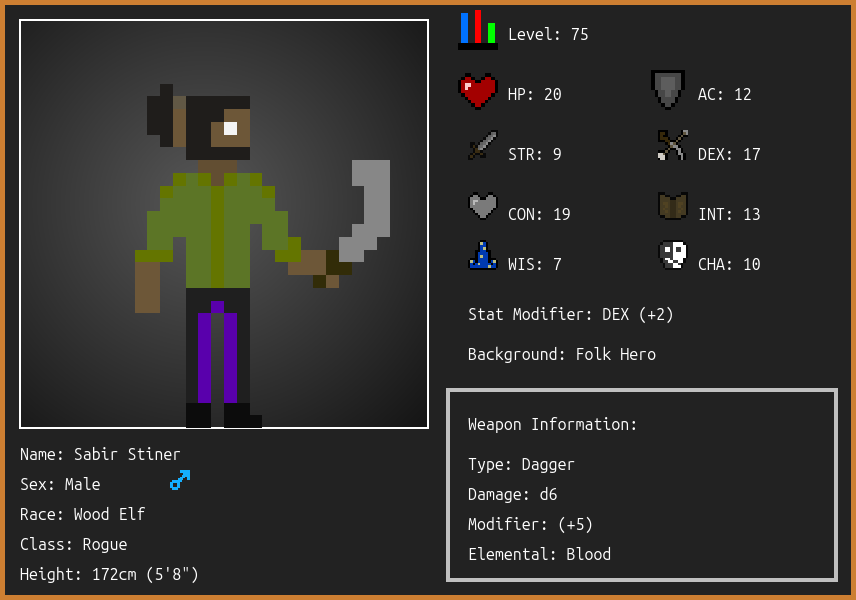 Level: 75
HP: 20
AC: 12
STR: 9
DEX: 17
CON: 19
INT: 13
WIS: 7
CHA: 10
Stat Modifier: DEX (+2)
Background: Folk Hero
Name: Sabir Stiner
Sex: Male
Race: Wood Elf
Class: Rogue
Height: 172cm (5'8")
Weapon Information:
Type: Dagger
Damage: d6
Modifier: (+5)
Elemental: Blood